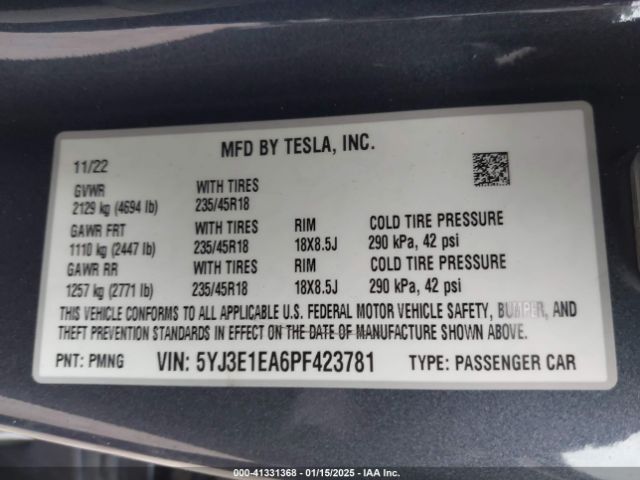 MFD BY TESLA, INC.
11/22
GVWR WITH TIRES
2129 kg (4694 lb) 235/45R18
GAWR FRT WITH TIRES RIM COLD TIRE PRESSURE
1110 kg (2447 lb) 235/45R18 18X8.5J 290 kPa, 42 psi
GAWR RR WITH TIRES RIM COLD TIRE PRESSURE
1257 kg (2771 lb) 235/45R18 18X8.5J 290 kPa, 42 psi
THIS VEHICLE CONFORMS TO ALL APPLICABLE U.S. FEDERAL MOTOR VEHICLE SAFETY, BUMPER, AND
THEFT PREVENTION STANDARDS IN EFFECT ON THE DATE OF MANUFACTURE SHOWN ABOVE.
PNT: PMNG VIN: 5YJ3E1EA6PF423781 TYPE: PASSENGER CAR
000-41331368 | 01/15/2025 - IAA Inc.